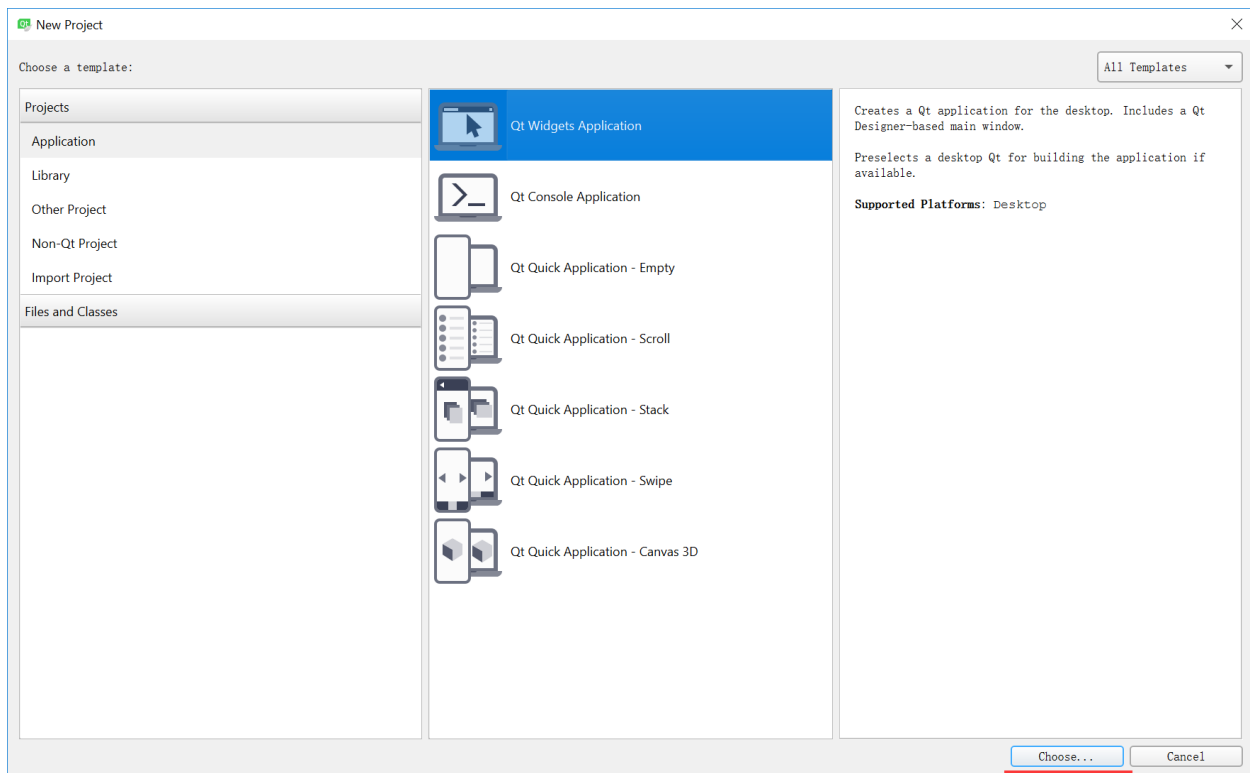 New Project
Choose a template:
All Templates
Projects
Application
Library
Other Project
Non-Qt Project
Import Project
Files and Classes
Qt Widgets Application
Qt Console Application
Qt Quick Application - Empty
Qt Quick Application - Scroll
Qt Quick Application - Stack
Qt Quick Application - Swipe
Qt Quick Application - Canvas 3D
Creates a Qt application for the desktop. Includes a Qt
Designer-based main window.
Preselects a desktop Qt for building the application if
available.
Supported Platforms: Desktop
Choose...
Cancel